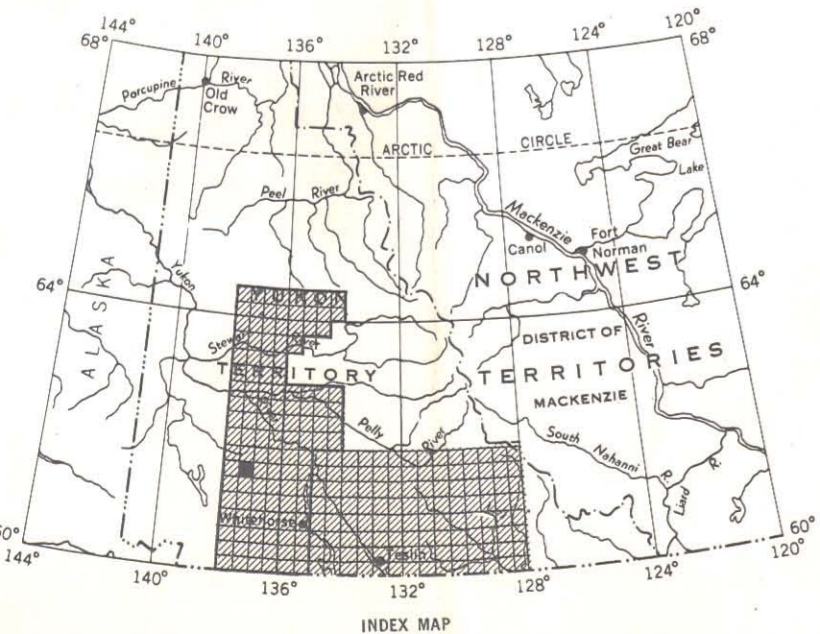 144°
68°
140°
136°
132°
128°
124°
120°
68°
Porcupine River
Old
Crow
Arctic Red
River
ARCTIC CIRCLE
Great Bear
Lake
Peel River
Mackenzie
Canol
Fort
Norman
NORTHWEST
64°
Yukon
YUKON
64°
ALASKA
Stewart River
TERRITORY
DISTRICT OF
TERRITORIES
MACKENZIE
River
Pelly
River
South
Nahanni
R.
Liard R.
Whitehorse
Teslin
60°
144°
140°
136°
132°
128°
124°
60°
120°
INDEX MAP